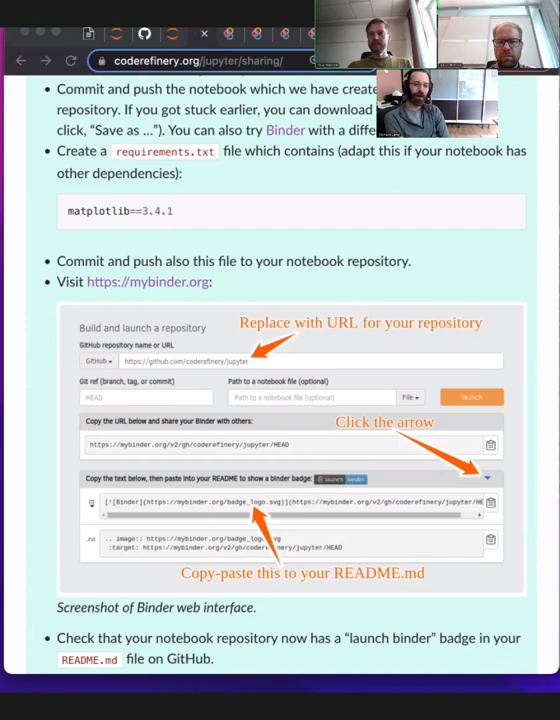 coderefinery.org/jupyter/sharing/
Commit and push the notebook which we have create
repository. If you got stuck earlier, you can download
click, “Save as ...”). You can also try Binder with a diffe
Create a requirements.txt file which contains (adapt this if your notebook has
other dependencies):
matplotlib==3.4.1
Commit and push also this file to your notebook repository.
Visit https://mybinder.org:
Replace with URL for your repository
Build and launch a repository
GitHub repository name or URL
GitHub https://github.com/coderefinery/jupyter
Git ref (branch, tag, or commit) Path to a notebook file (optional)
HEAD Path to a notebook file (optional) File launch
Copy the URL below and share your Binder with others:
Click the arrow
https://mybinder.org/v2/gh/coderefinery/jupyter/HEAD
Copy the text below, then paste into your README to show a binder badge: launch binder
[![Binder](https://mybinder.org/badge_logo.svg)](https://mybinder.org/v2/gh/coderefinery/jupyter/HE
.rst .. image:: https://mybinder.org/badge_logo.svg
:target: https://mybinder.org/v2/gh/coderefinery/jupyter/HEAD
Copy-paste this to your README.md
Screenshot of Binder web interface.
Check that your notebook repository now has a “launch binder” badge in your
README.md file on GitHub.